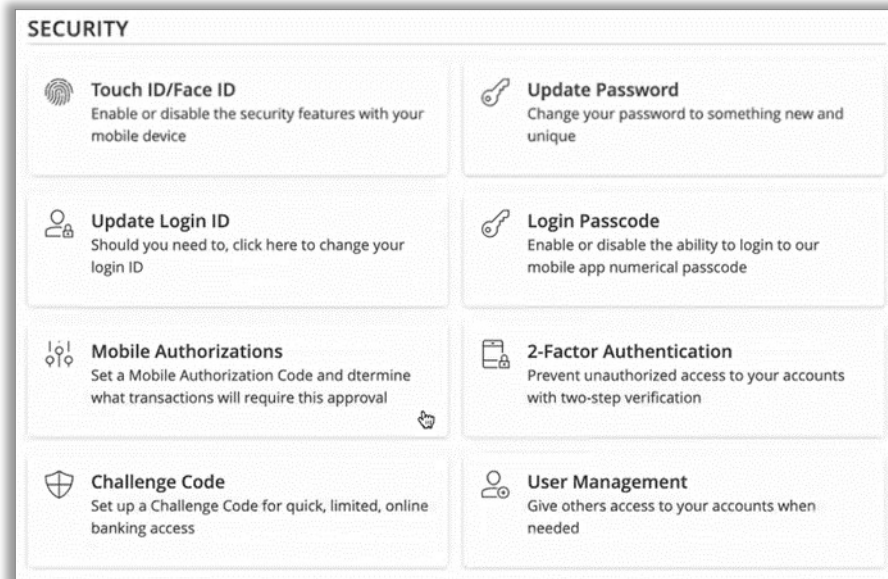 SECURITY
Touch ID/Face ID
Enable or disable the security features with your
mobile device
Update Password
Change your password to something new and
unique
Update Login ID
Should you need to, click here to change your
login ID
Login Passcode
Enable or disable the ability to login to our
mobile app numerical passcode
Mobile Authorizations
Set a Mobile Authorization Code and dtermine
what transactions will require this approval
2-Factor Authentication
Prevent unauthorized access to your accounts
with two-step verification
Challenge Code
Set up a Challenge Code for quick, limited, online
banking access
User Management
Give others access to your accounts when
needed